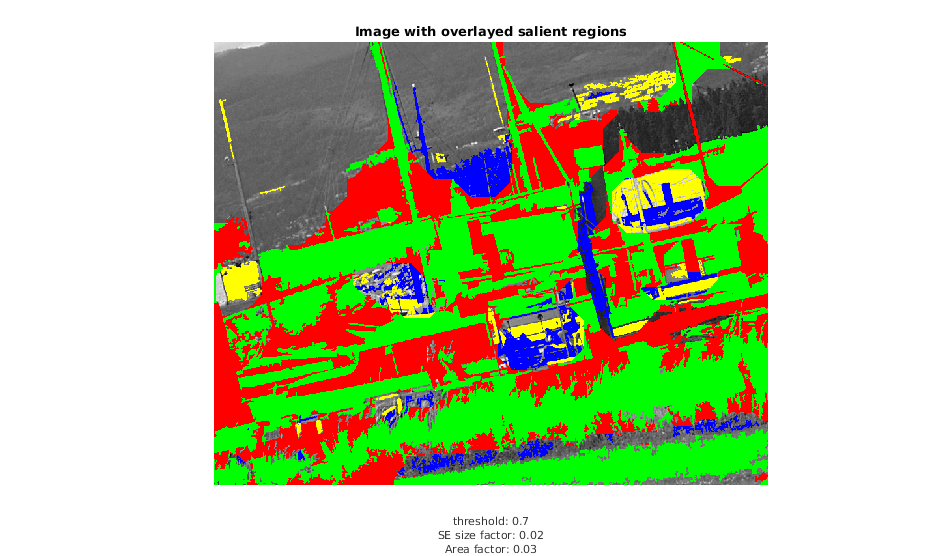 Image with overlayed salient regions
threshold: 0.7
SE size factor: 0.02
Area factor: 0.03